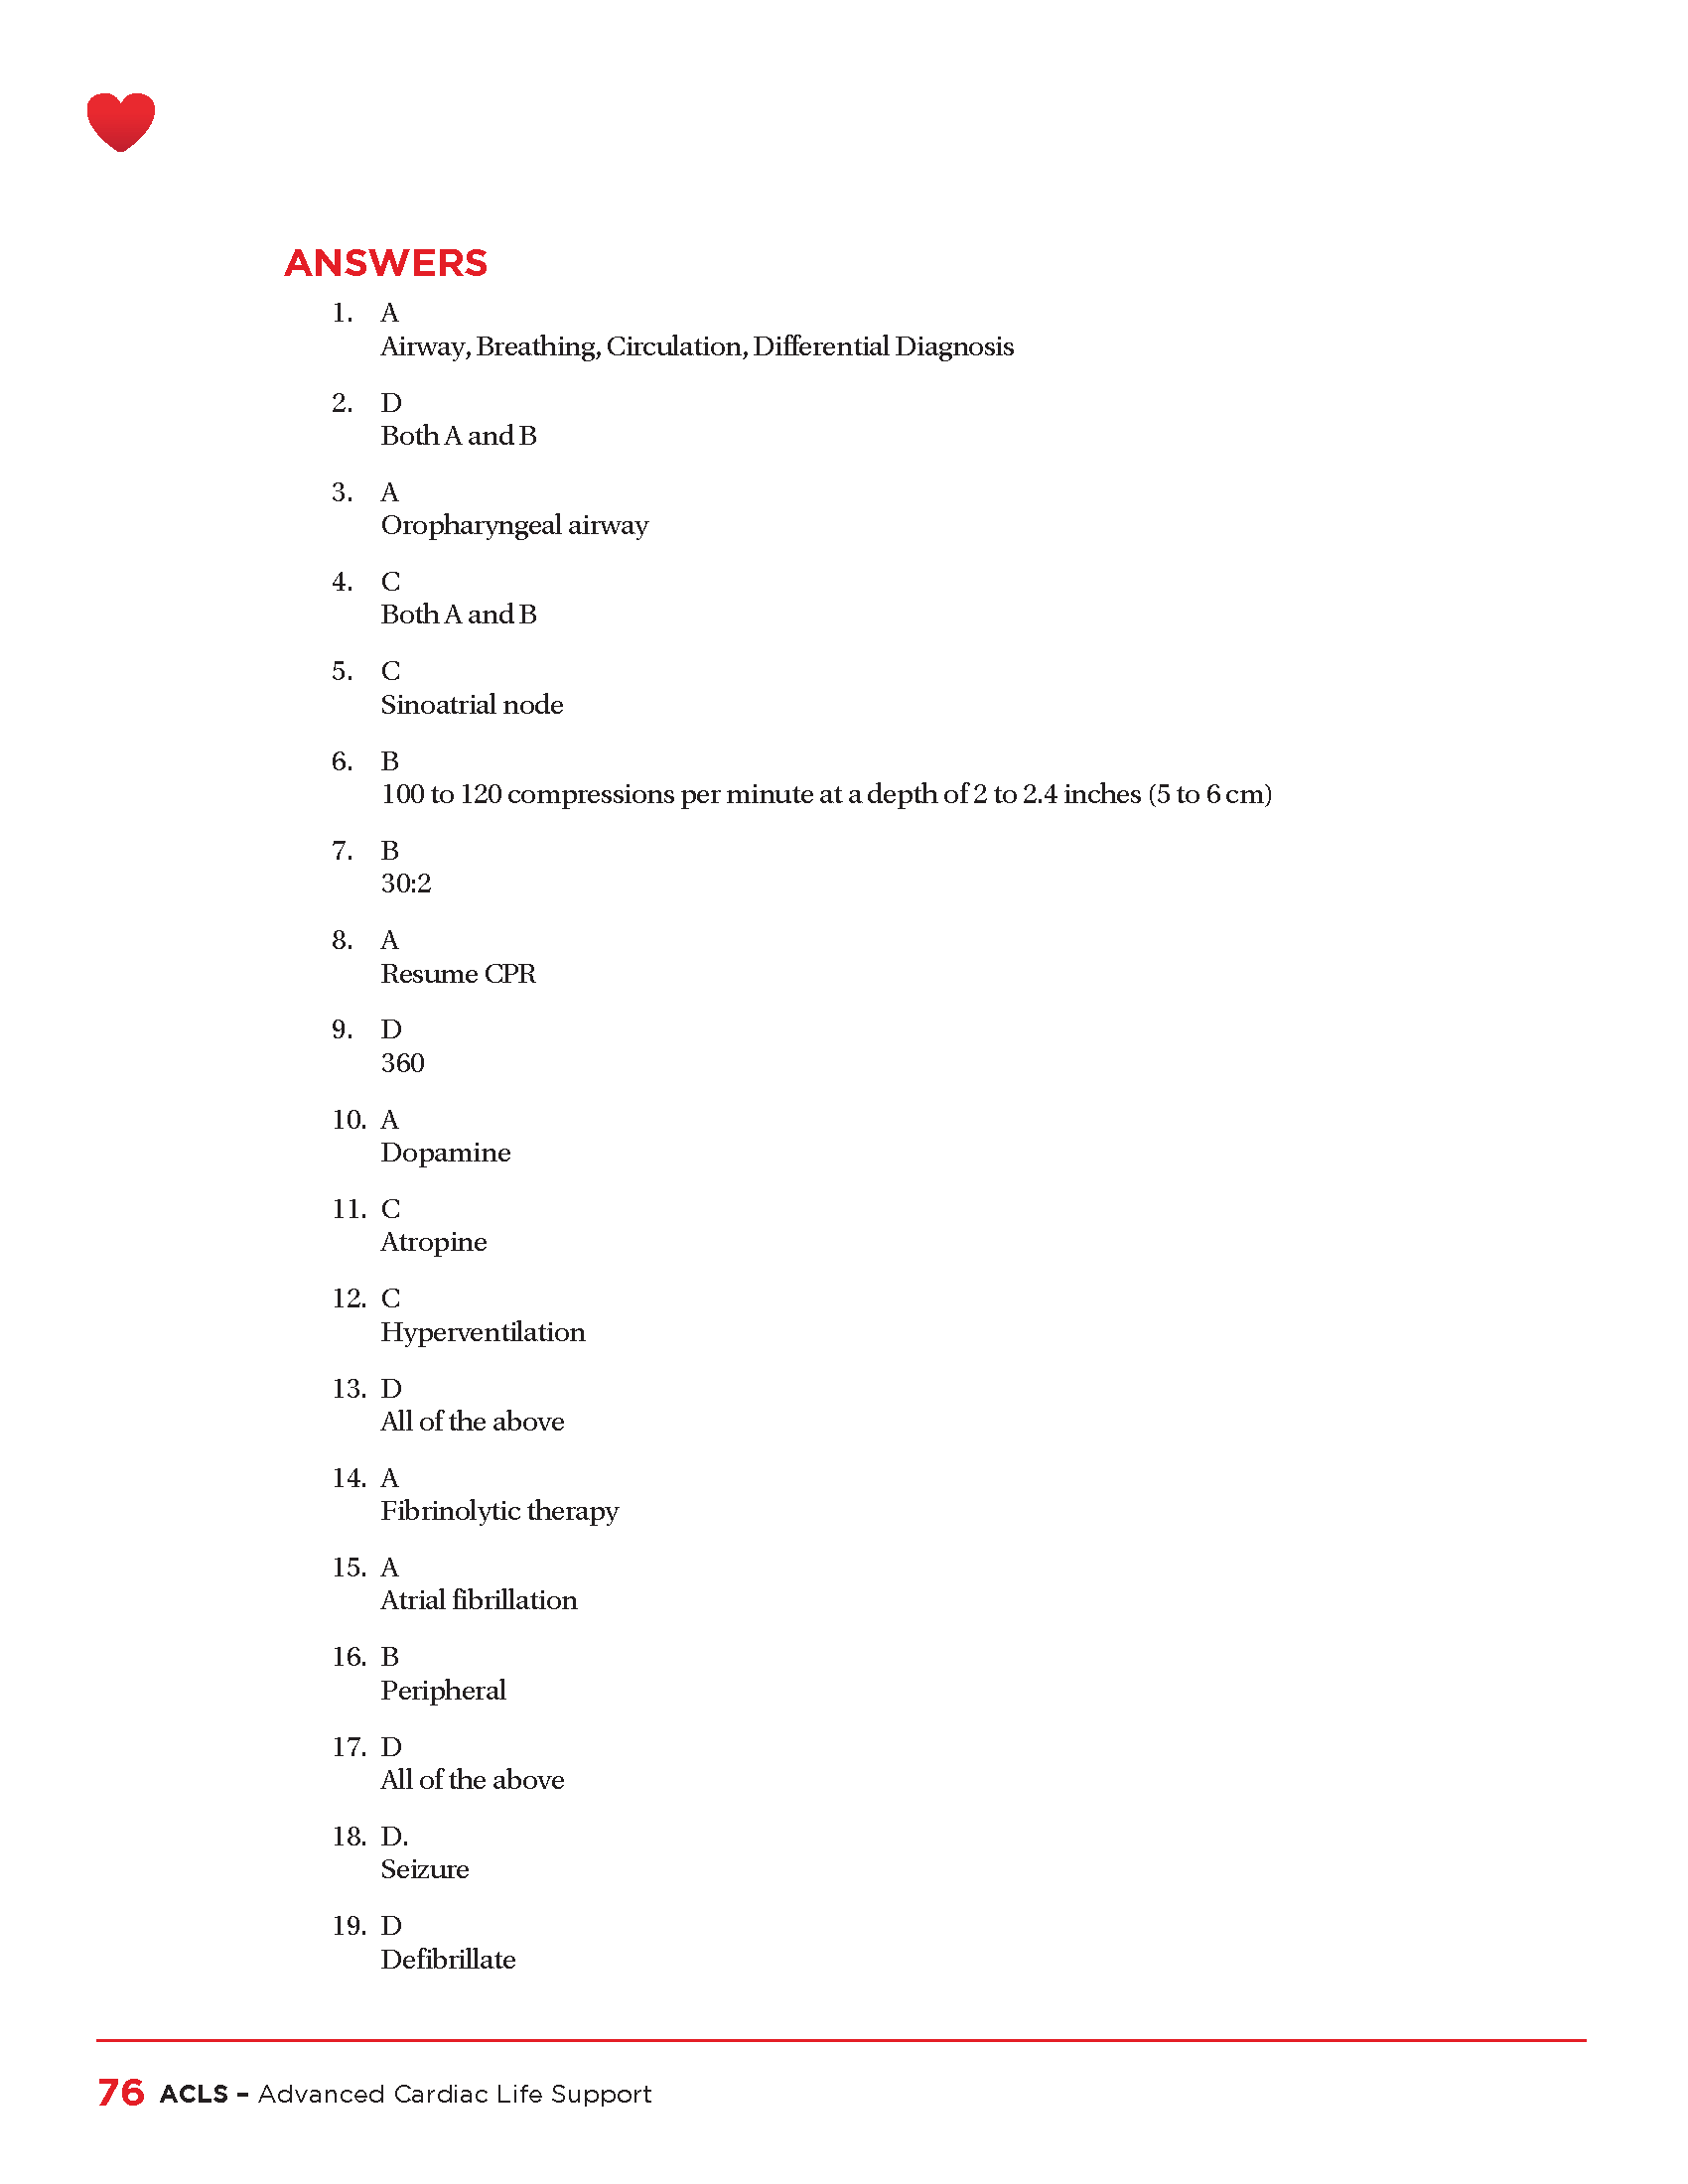 ANSWERS
1. A
Airway, Breathing, Circulation, Differential Diagnosis
2. D
Both A and B
3. A
Oropharyngeal airway
4. C
Both A and B
5. C
Sinoatrial node
6. B
100 to 120 compressions per minute at a depth of 2 to 2.4 inches (5 to 6 cm)
7. B
30:2
8. A
Resume CPR
9. D
360
10. A
Dopamine
11. C
Atropine
12. C
Hyperventilation
13. D
All of the above
14. A
Fibrinolytic therapy
15. A
Atrial fibrillation
16. B
Peripheral
17. D
All of the above
18. D.
Seizure
19. D
Defibrillate
76 ACLS – Advanced Cardiac Life Support